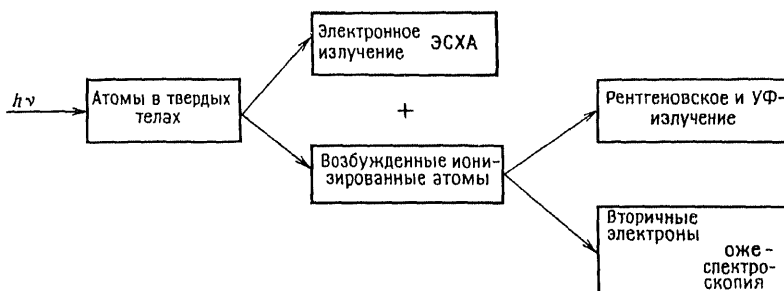 Электронное
излучение ЭСХА
hν
Атомы в твердых
телах
+
Возбужденные иони-
зированные атомы
Рентгеновское и УФ-
излучение
Вторичные
электроны
оже-
спектро-
скопия